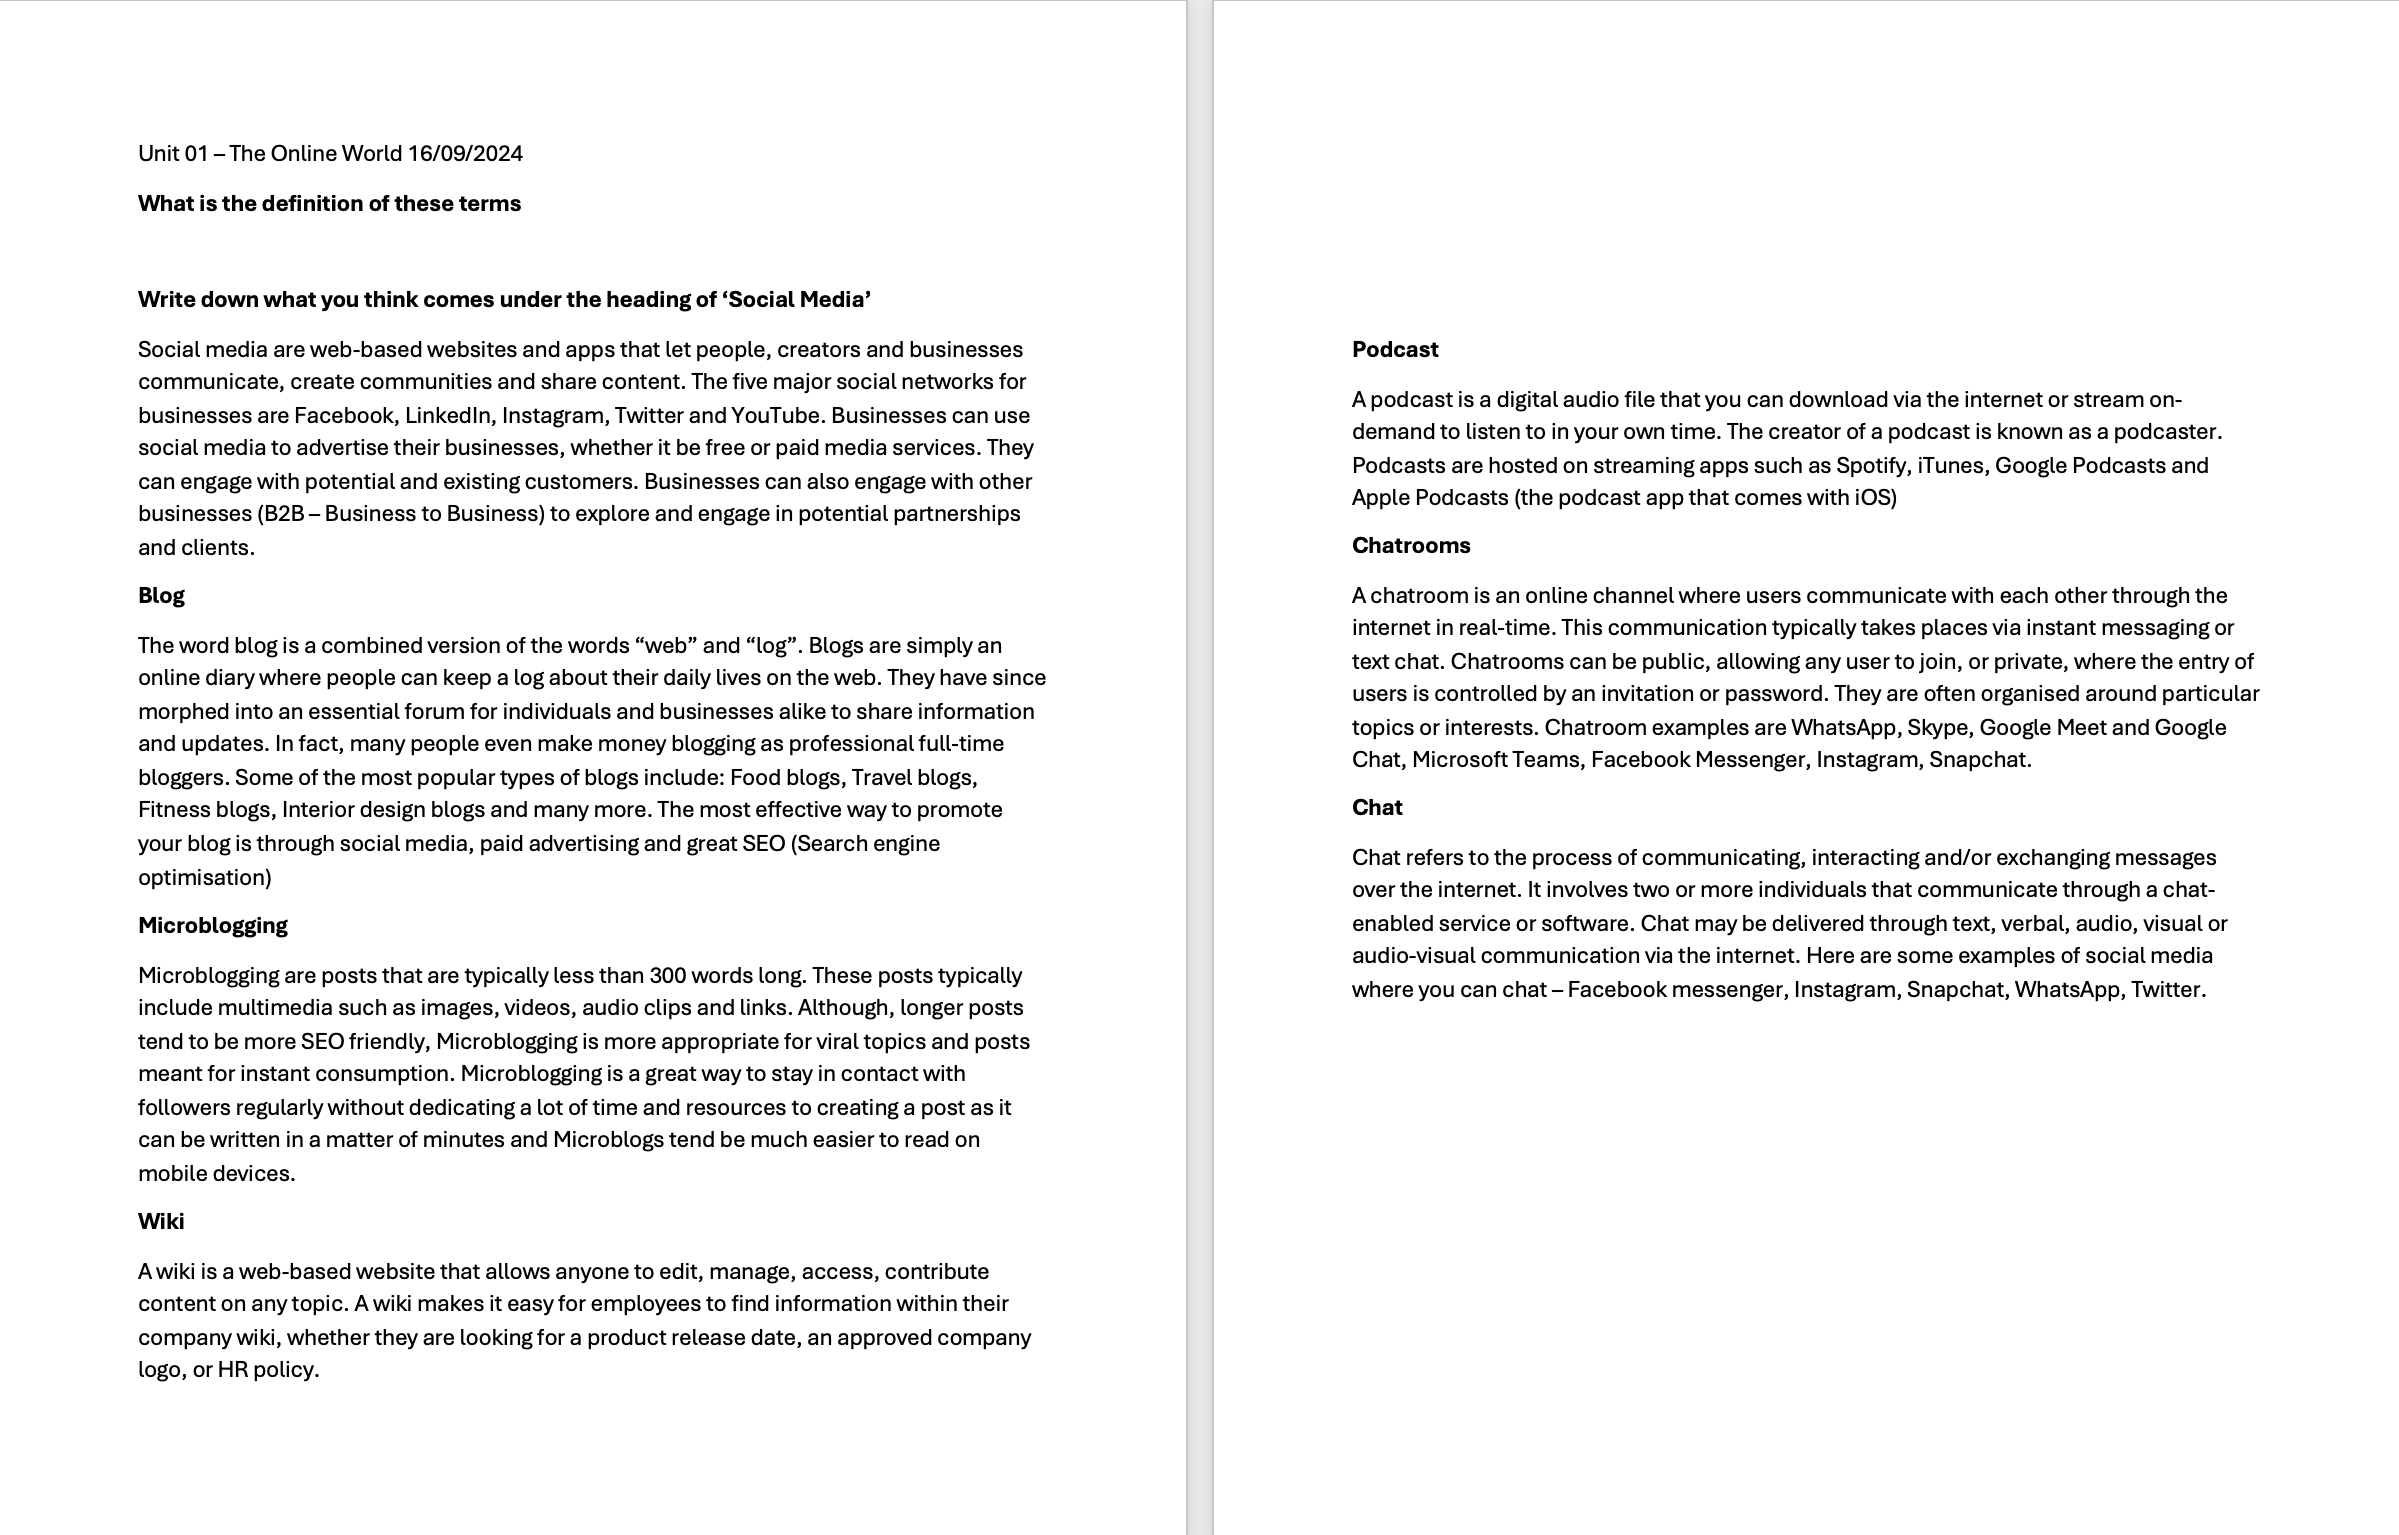 Unit 01 – The Online World 16/09/2024
What is the definition of these terms
Write down what you think comes under the heading of ‘Social Media’
Social media are web-based websites and apps that let people, creators and businesses
communicate, create communities and share content. The five major social networks for
businesses are Facebook, LinkedIn, Instagram, Twitter and YouTube. Businesses can use
social media to advertise their businesses, whether it be free or paid media services. They
can engage with potential and existing customers. Businesses can also engage with other
businesses (B2B – Business to Business) to explore and engage in potential partnerships
and clients.
Blog
The word blog is a combined version of the words “web” and “log”. Blogs are simply an
online diary where people can keep a log about their daily lives on the web. They have since
morphed into an essential forum for individuals and businesses alike to share information
and updates. In fact, many people even make money blogging as professional full-time
bloggers. Some of the most popular types of blogs include: Food blogs, Travel blogs,
Fitness blogs, Interior design blogs and many more. The most effective way to promote
your blog is through social media, paid advertising and great SEO (Search engine
optimisation)
Microblogging
Microblogging are posts that are typically less than 300 words long. These posts typically
include multimedia such as images, videos, audio clips and links. Although, longer posts
tend to be more SEO friendly, Microblogging is more appropriate for viral topics and posts
meant for instant consumption. Microblogging is a great way to stay in contact with
followers regularly without dedicating a lot of time and resources to creating a post as it
can be written in a matter of minutes and Microblogs tend be much easier to read on
mobile devices.
Wiki
A wiki is a web-based website that allows anyone to edit, manage, access, contribute
content on any topic. A wiki makes it easy for employees to find information within their
company wiki, whether they are looking for a product release date, an approved company
logo, or HR policy.
Podcast
A podcast is a digital audio file that you can download via the internet or stream on-
demand to listen to in your own time. The creator of a podcast is known as a podcaster.
Podcasts are hosted on streaming apps such as Spotify, iTunes, Google Podcasts and
Apple Podcasts (the podcast app that comes with iOS)
Chatrooms
A chatroom is an online channel where users communicate with each other through the
internet in real-time. This communication typically takes places via instant messaging or
text chat. Chatrooms can be public, allowing any user to join, or private, where the entry of
users is controlled by an invitation or password. They are often organised around particular
topics or interests. Chatroom examples are WhatsApp, Skype, Google Meet and Google
Chat, Microsoft Teams, Facebook Messenger, Instagram, Snapchat.
Chat
Chat refers to the process of communicating, interacting and/or exchanging messages
over the internet. It involves two or more individuals that communicate through a chat-
enabled service or software. Chat may be delivered through text, verbal, audio, visual or
audio-visual communication via the internet. Here are some examples of social media
where you can chat – Facebook messenger, Instagram, Snapchat, WhatsApp, Twitter.